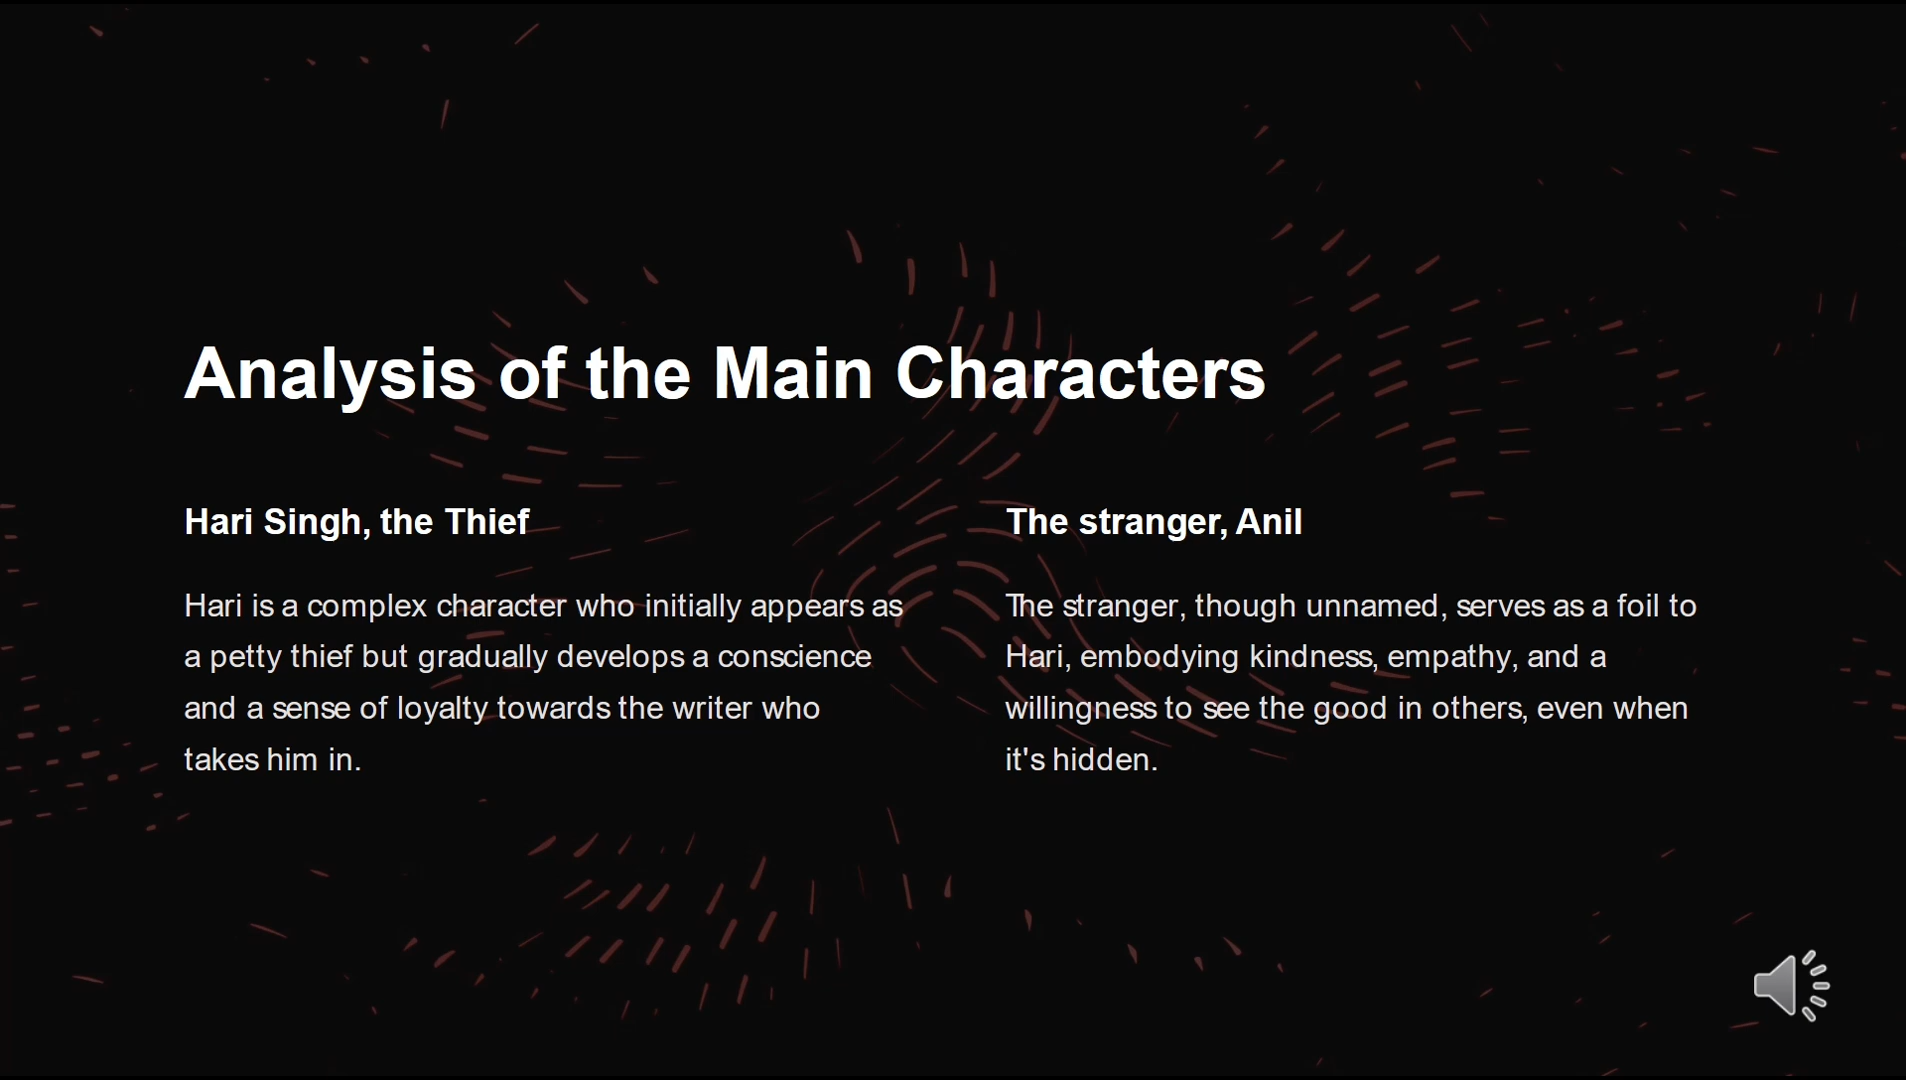 Analysis of the Main Characters
Hari Singh, the Thief
Hari is a complex character who initially appears as
a petty thief but gradually develops a conscience
and a sense of loyalty towards the writer who
takes him in.
The stranger, Anil
The stranger, though unnamed, serves as a foil to
Hari, embodying kindness, empathy, and a
willingness to see the good in others, even when
it's hidden.